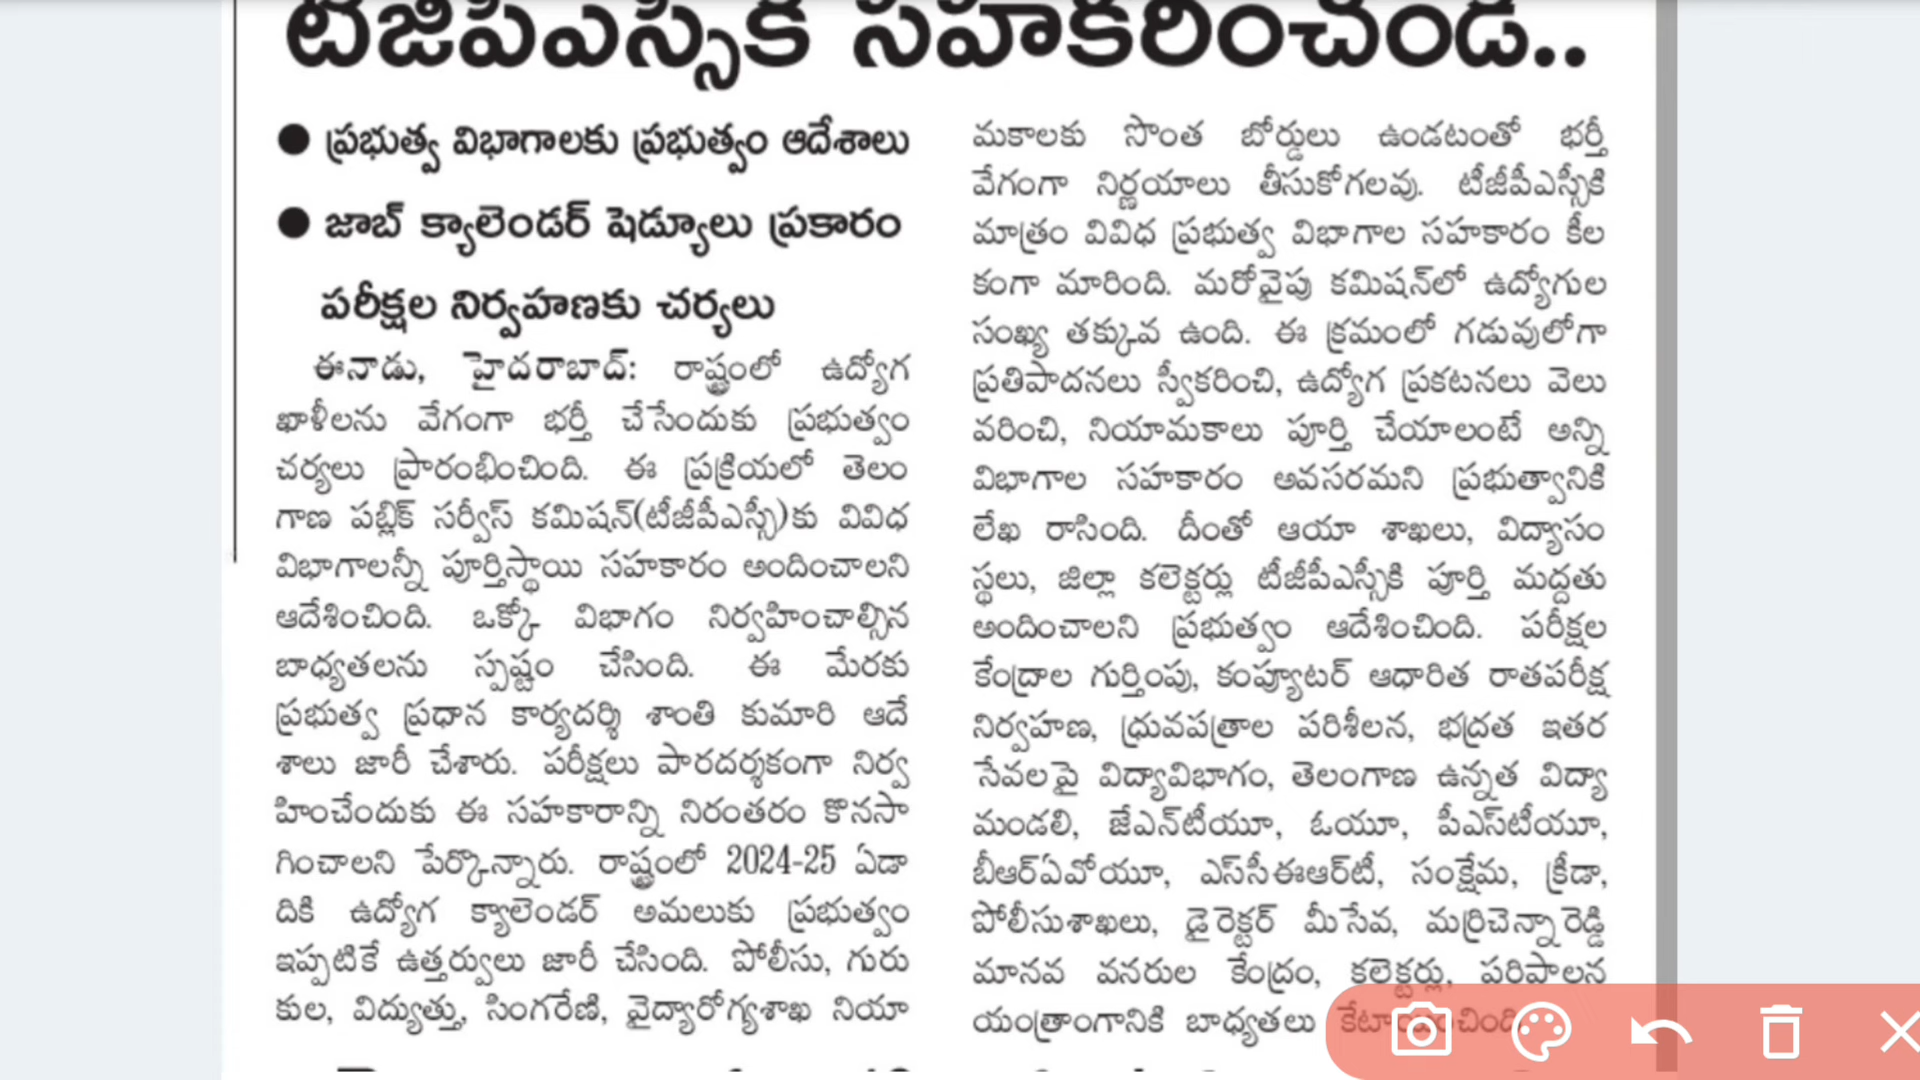 టీజీపీఎస్సీకి సహకరించండి..
● ప్రభుత్వ విభాగాలకు ప్రభుత్వం ఆదేశాలు
● జాబ్ క్యాలెండర్ షెడ్యూలు ప్రకారం
పరీక్షల నిర్వహణకు చర్యలు
ఈనాడు, హైదరాబాద్: రాష్ట్రంలో ఉద్యోగ
ఖాళీలను వేగంగా భర్తీ చేసేందుకు ప్రభుత్వం
చర్యలు ప్రారంభించింది. ఈ ప్రక్రియలో తెలం
గాణ పబ్లిక్ సర్వీస్ కమిషన్(టీజీపీఎస్సీ)కు వివిధ
విభాగాలన్నీ పూర్తిస్థాయి సహకారం అందించాలని
ఆదేశించింది. ఒక్కో విభాగం నిర్వహించాల్సిన
బాధ్యతలను స్పష్టం చేసింది. ఈ మేరకు
ప్రభుత్వ ప్రధాన కార్యదర్శి శాంతి కుమారి ఆదే
శాలు జారీ చేశారు. పరీక్షలు పారదర్శకంగా నిర్వ
హించేందుకు ఈ సహకారాన్ని నిరంతరం కొనసా
గించాలని పేర్కొన్నారు. రాష్ట్రంలో 2024-25 ఏడా
దికి ఉద్యోగ క్యాలెండర్ అమలుకు ప్రభుత్వం
ఇప్పటికే ఉత్తర్వులు జారీ చేసింది. పోలీసు, గురు
కుల, విద్యుత్తు, సింగరేణి, వైద్యారోగ్యశాఖ నియా
మకాలకు సొంత బోర్డులు ఉండటంతో భర్తీ
వేగంగా నిర్ణయాలు తీసుకోగలవు. టీజీపీఎస్సీకి
మాత్రం వివిధ ప్రభుత్వ విభాగాల సహకారం కీల
కంగా మారింది. మరోవైపు కమిషన్‌లో ఉద్యోగుల
సంఖ్య తక్కువ ఉంది. ఈ క్రమంలో గడువులోగా
ప్రతిపాదనలు స్వీకరించి, ఉద్యోగ ప్రకటనలు వెలు
వరించి, నియామకాలు పూర్తి చేయాలంటే అన్ని
విభాగాల సహకారం అవసరమని ప్రభుత్వానికి
లేఖ రాసింది. దీంతో ఆయా శాఖలు, విద్యాసం
స్థలు, జిల్లా కలెక్టర్లు టీజీపీఎస్సీకి పూర్తి మద్దతు
అందించాలని ప్రభుత్వం ఆదేశించింది. పరీక్షల
కేంద్రాల గుర్తింపు, కంప్యూటర్ ఆధారిత రాతపరీక్ష
నిర్వహణ, ధ్రువపత్రాల పరిశీలన, భద్రత ఇతర
సేవలపై విద్యావిభాగం, తెలంగాణ ఉన్నత విద్యా
మండలి, జేఎన్‌టీయూ, ఓయూ, పీఎస్‌టీయూ,
బీఆర్ఏవోయూ, ఎస్‌సీఈఆర్‌టీ, సంక్షేమ, క్రీడా,
పోలీసుశాఖలు, డైరెక్టర్ మీసేవ, మర్రిచెన్నారెడ్డి
మానవ వనరుల కేంద్రం, కలెక్టర్లు, పరిపాలన
యంత్రాంగానికి బాధ్యతలు